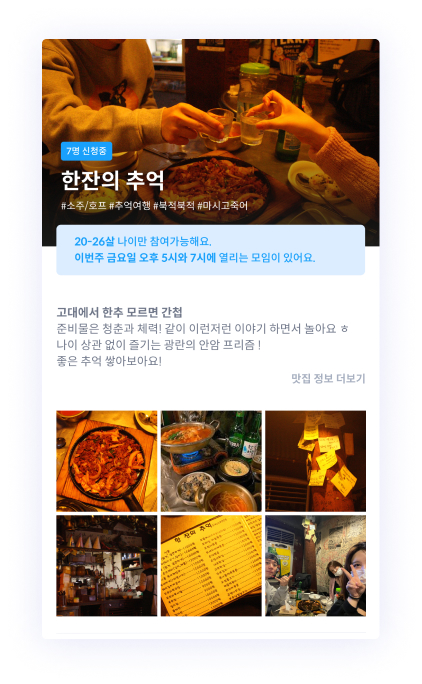 7명 신청중
한잔의 추억
#소주/호프 #추억여행 #북적북적 #마시고죽어
20-26살 나이만 참여가능해요.
이번주 금요일 오후 5시와 7시에 열리는 모임이 있어요.
고대에서 한추 모르면 간첩
준비물은 청춘과 체력! 같이 이런저런 이야기 하면서 놀아요 ㅎ
나이 상관 없이 즐기는 광란의 안암 프리즘 !
좋은 추억 쌓아보아요!
맛집 정보 더보기
한 잔의 추억